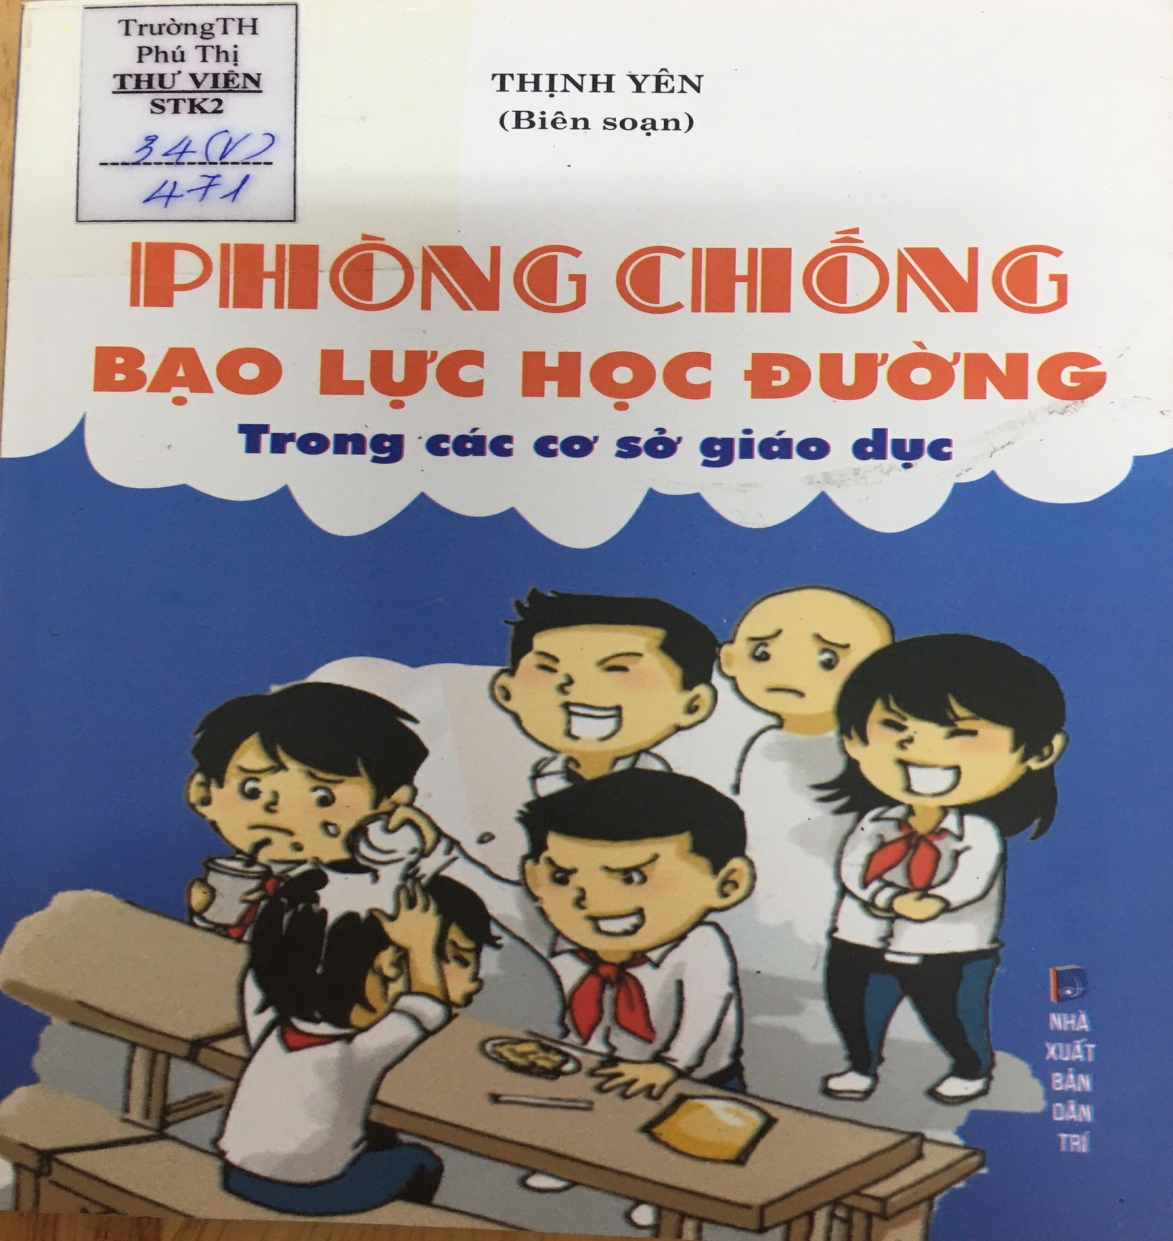 TrườngTH
Phú Thị
THƯ VIỆN
STK2
34(V)
471
THỊNH YÊN
(Biên soạn)
PHÒNG CHỐNG
BẠO LỰC HỌC ĐƯỜNG
Trong các cơ sở giáo dục
NHÀ
XUẤT
BẢN
DÂN
TRÍ